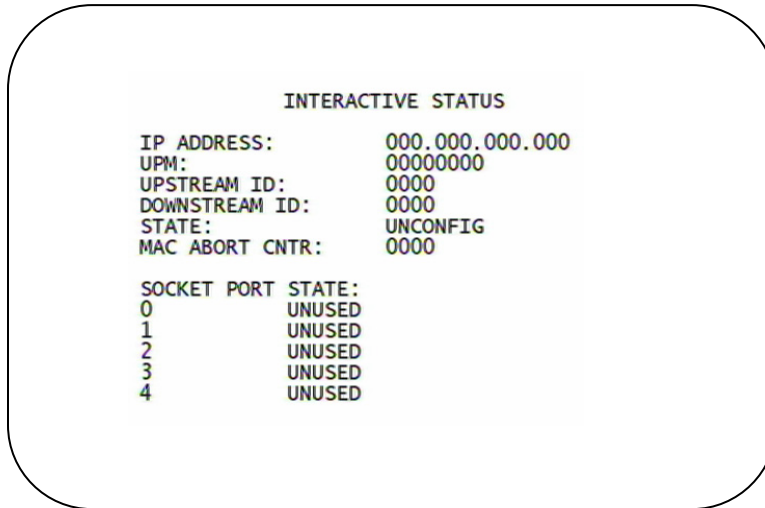 INTERACTIVE STATUS
IP ADDRESS: 000.000.000.000
UPM: 00000000
UPSTREAM ID: 0000
DOWNSTREAM ID: 0000
STATE: UNCONFIG
MAC ABORT CNTR: 0000
SOCKET PORT STATE:
0 UNUSED
1 UNUSED
2 UNUSED
3 UNUSED
4 UNUSED